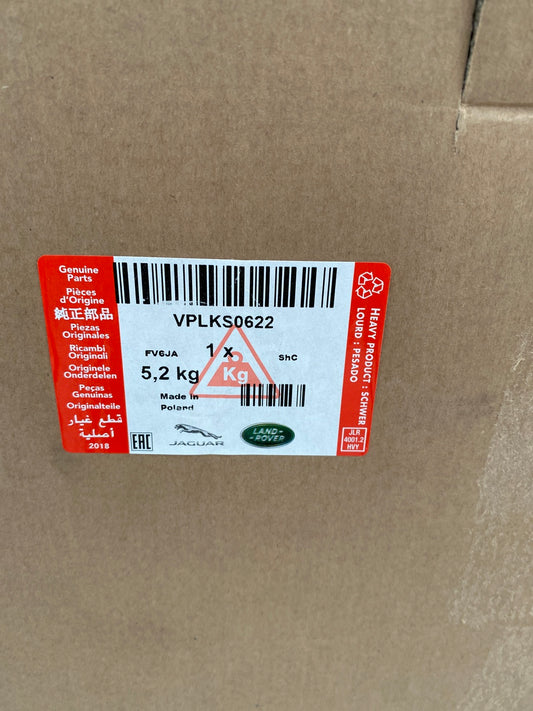 Genuine
Parts
Pièces
d'Origine
純正部品
Piezas
Originales
Ricambi
Originali
Originele
Onderdelen
Peças
Genuinas
Originalteile
قطع غيار
أصلية
2018
VPLKS0622
FV6JA
1 x
ShC
5,2 kg
Kg
Made in
Poland
EAC
JAGUAR
LAND-
-ROVER
HEAVY PRODUCT : SCHWER
LOURD : PESADO
JLR
4001.2
HVY